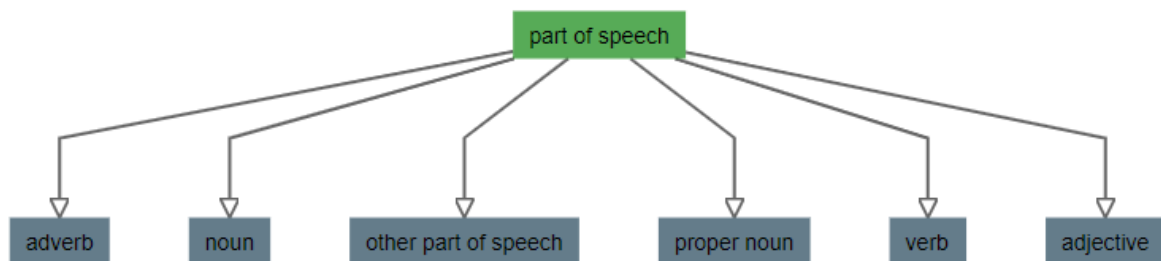 part of speech
adverb
noun
other part of speech
proper noun
verb
adjective